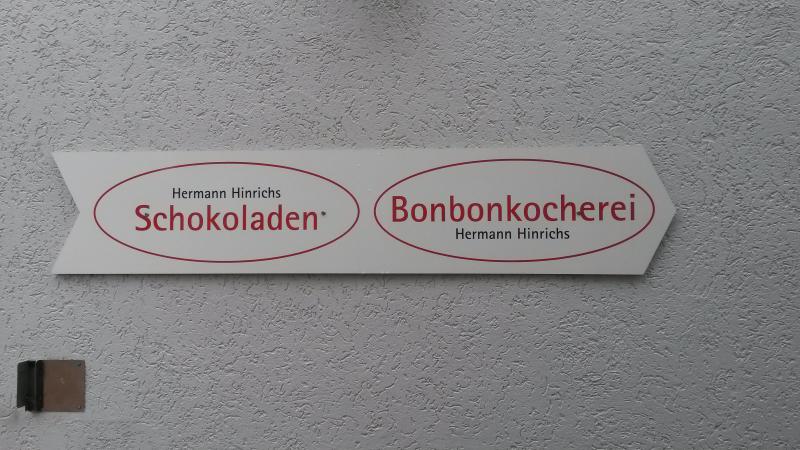 Hermann Hinrichs
Schokoladen
Bonbonkocherei
Hermann Hinrichs